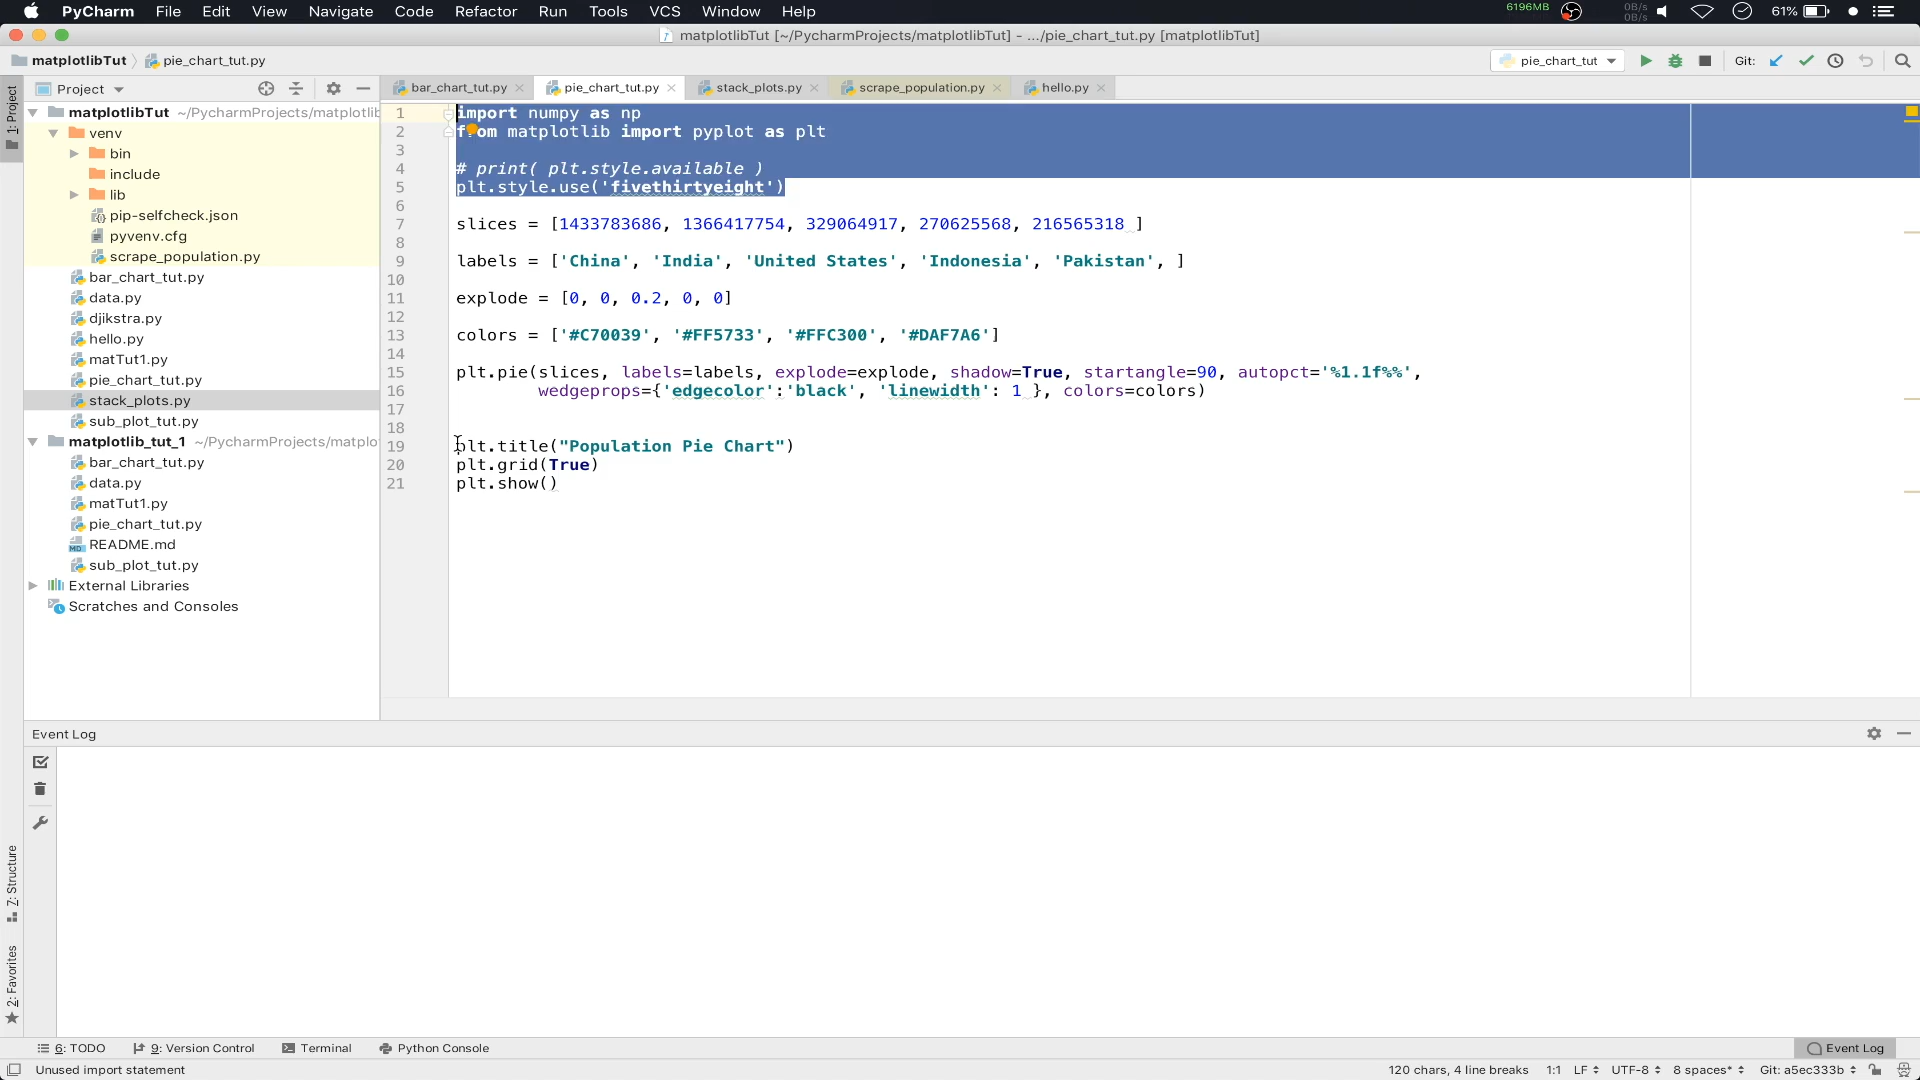 PyCharm File Edit View Navigate Code Refactor Run Tools VCS Window Help 6196MB 0B/s 0B/s 61%
matplotlibTut [~/PycharmProjects/matplotlibTut] - .../pie_chart_tut.py [matplotlibTut]
matplotlibTut pie_chart_tut.py pie_chart_tut Git:
Project bar_chart_tut.py pie_chart_tut.py stack_plots.py scrape_population.py hello.py
1: Project
matplotlibTut ~/PycharmProjects/matplotlib
venv
bin
include
lib
pip-selfcheck.json
pyvenv.cfg
scrape_population.py
bar_chart_tut.py
data.py
djikstra.py
hello.py
matTut1.py
pie_chart_tut.py
stack_plots.py
sub_plot_tut.py
matplotlib_tut_1 ~/PycharmProjects/matplo
bar_chart_tut.py
data.py
matTut1.py
pie_chart_tut.py
README.md
sub_plot_tut.py
External Libraries
Scratches and Consoles
1 import numpy as np
2 from matplotlib import pyplot as plt
3
4 # print( plt.style.available )
5 plt.style.use('fivethirtyeight')
6
7 slices = [1433783686, 1366417754, 329064917, 270625568, 216565318 ]
8
9 labels = ['China', 'India', 'United States', 'Indonesia', 'Pakistan', ]
10
11 explode = [0, 0, 0.2, 0, 0]
12
13 colors = ['#C70039', '#FF5733', '#FFC300', '#DAF7A6']
14
15 plt.pie(slices, labels=labels, explode=explode, shadow=True, startangle=90, autopct='%1.1f%%',
16 wedgeprops={'edgecolor':'black', 'linewidth': 1 }, colors=colors)
17
18
19 plt.title("Population Pie Chart")
20 plt.grid(True)
21 plt.show()
Event Log
Z: Structure
2: Favorites
6: TODO 9: Version Control Terminal Python Console Event Log
Unused import statement 120 chars, 4 line breaks 1:1 LF UTF-8 8 spaces* Git: a5ec333b